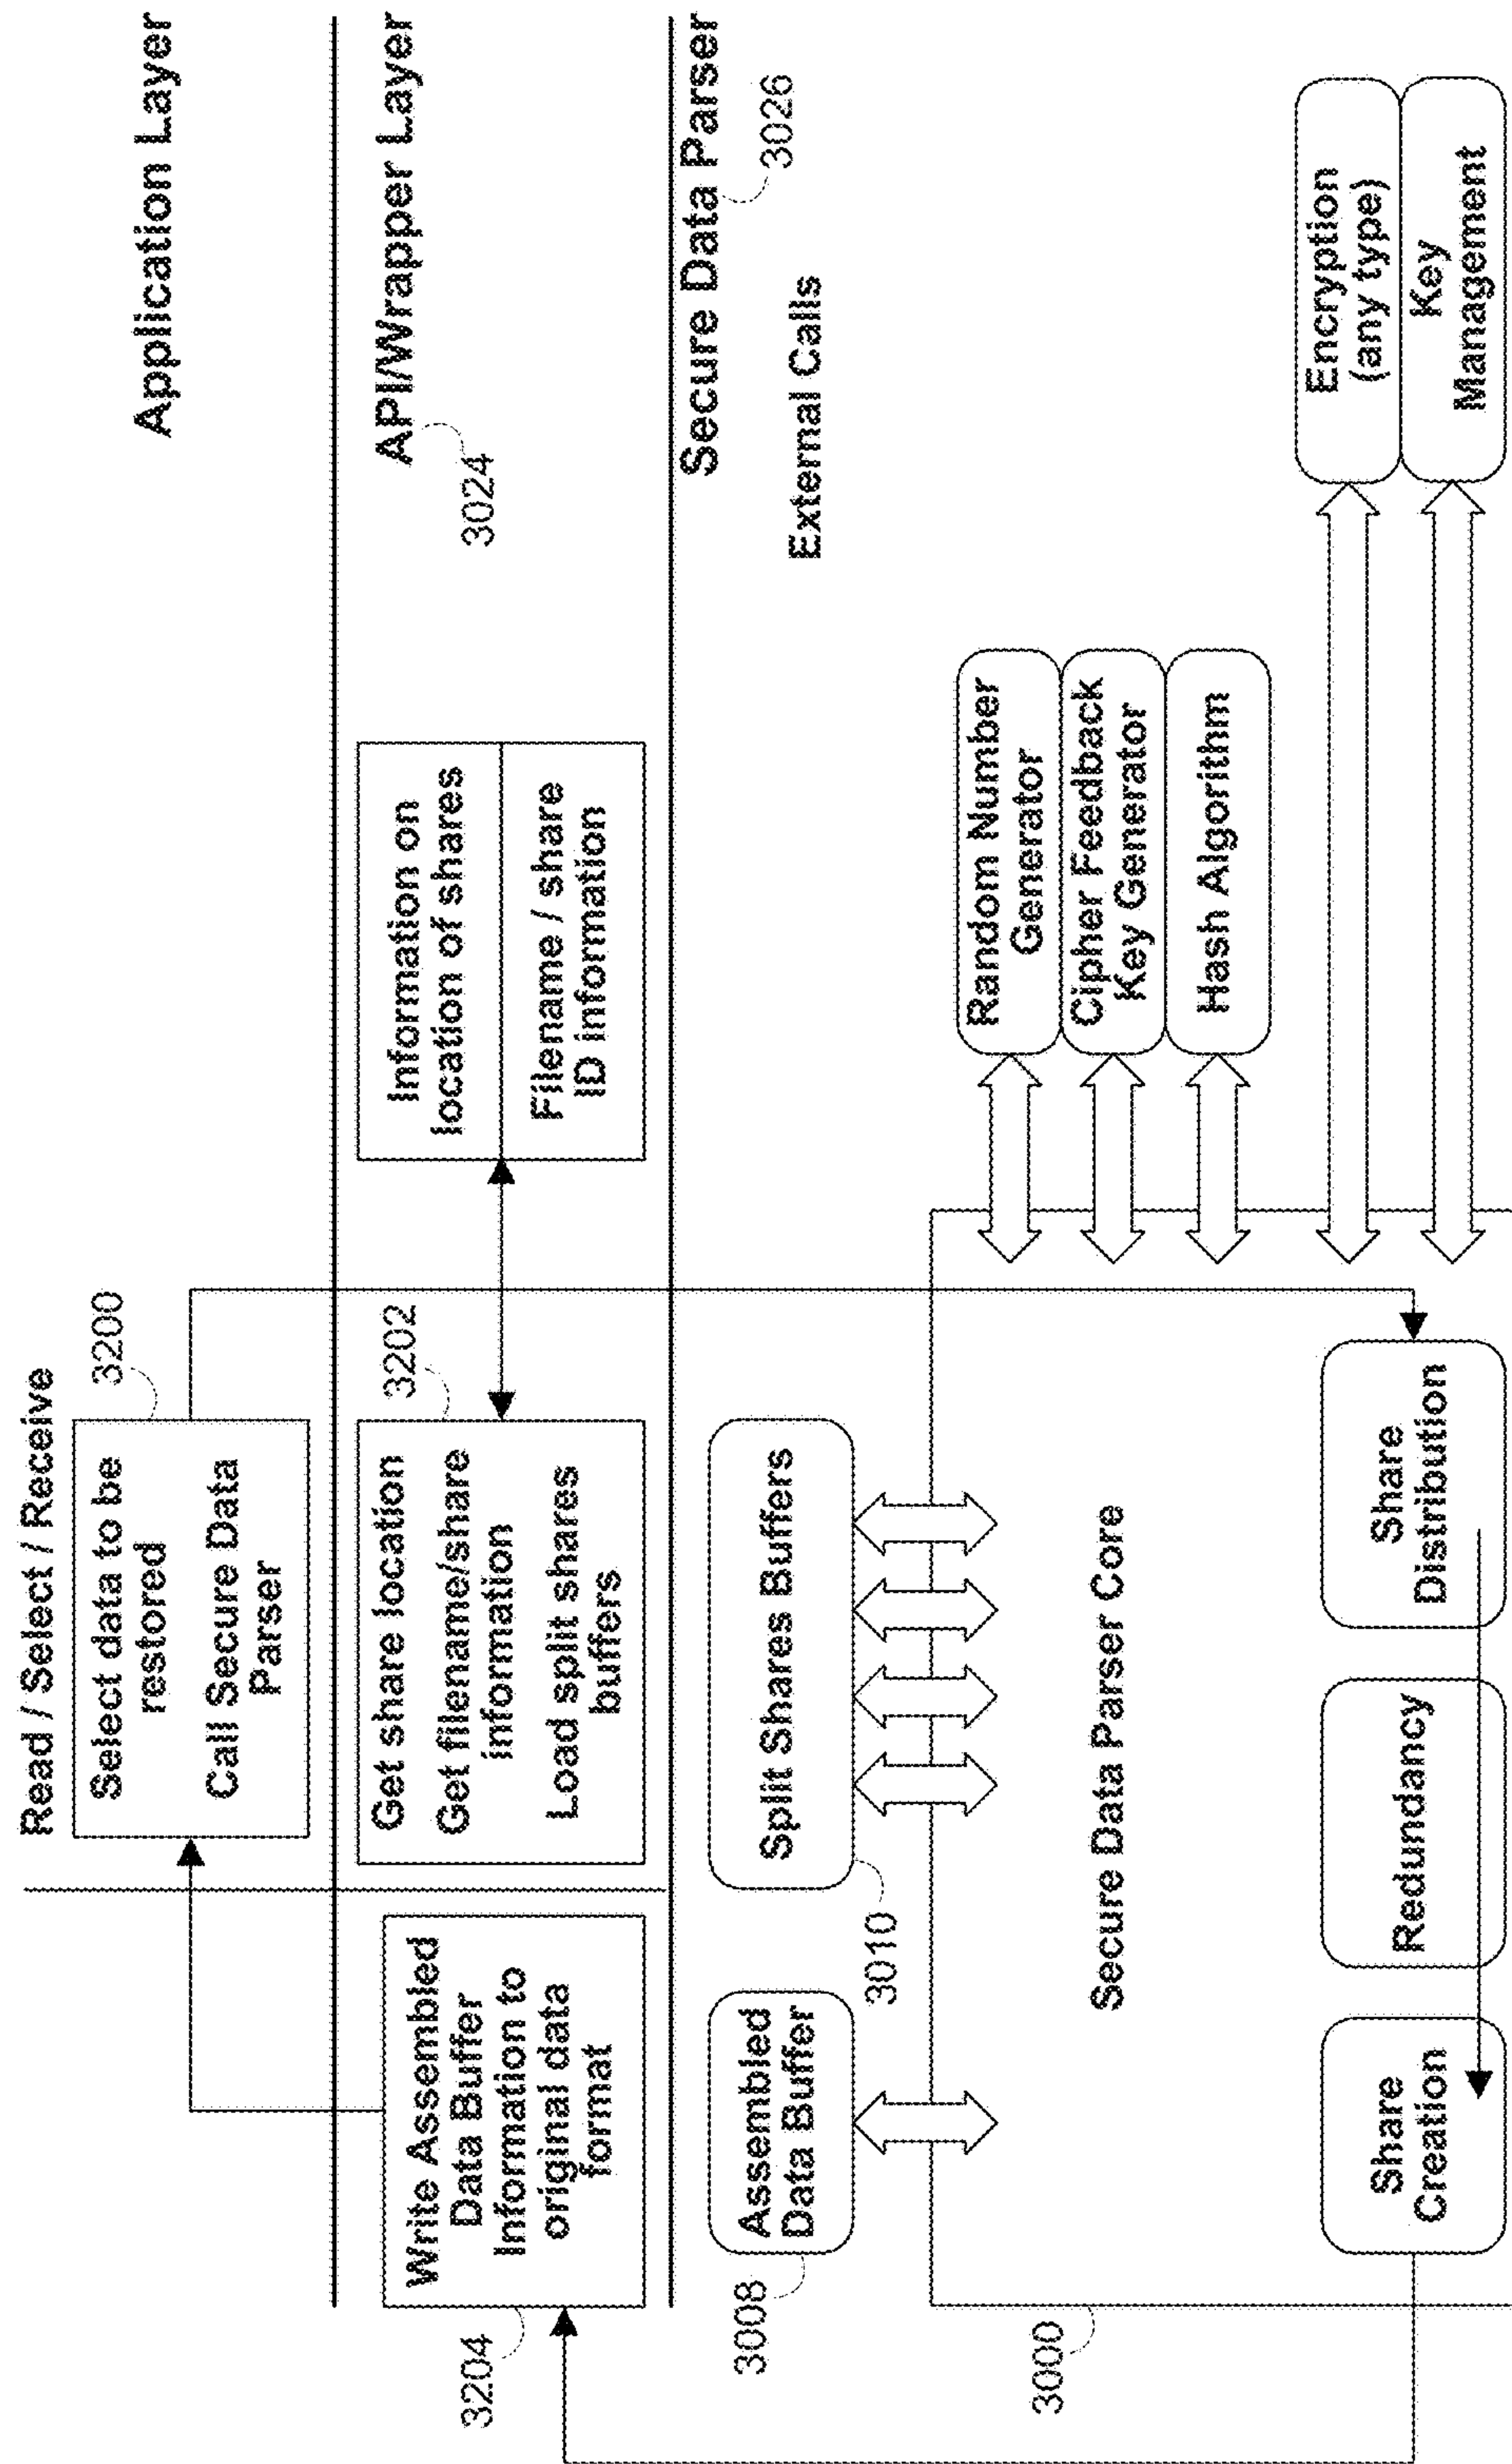 Read / Select / Receive
Application Layer
3200
Select data to be
restored
Call Secure Data
Parser
API/Wrapper Layer
3024
3204
Write Assembled
Data Buffer
Information to
original data
format
3202
Get share location
Get filename/share
information
Load split shares
buffers
Information on
location of shares
Filename / share
ID information
Secure Data Parser
3026
External Calls
3008
Assembled
Data Buffer
3010
Split Shares Buffers
3000
Secure Data Parser Core
Random Number
Generator
Cipher Feedback
Key Generator
Hash Algorithm
Share
Creation
Redundancy
Share
Distribution
Encryption
(any type)
Key
Management